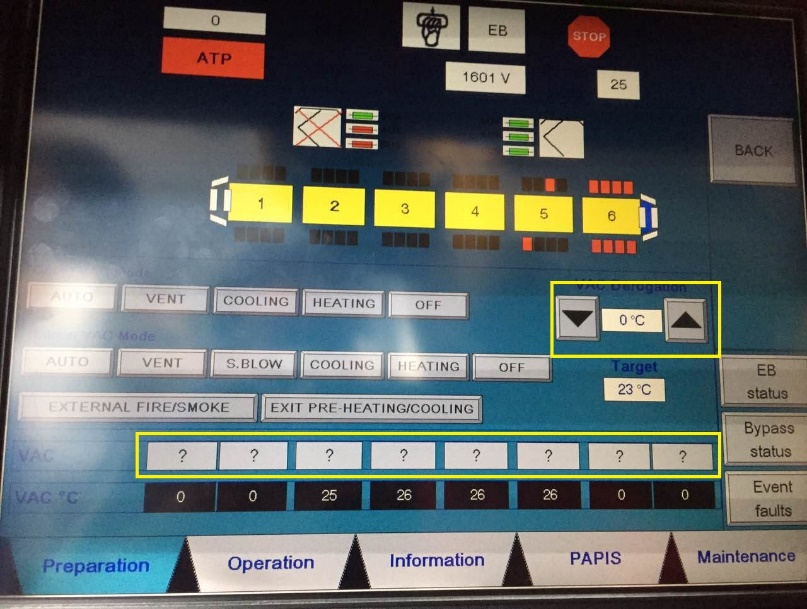 0 EB STOP
ATP 1601 V 25
BACK
1 2 3 4 5 6
Mode
VAC Derogation
AUTO VENT COOLING HEATING OFF 0 °C
VAC Mode
AUTO VENT S.BLOW COOLING HEATING OFF
Target
23 °C
EB status
EXTERNAL FIRE/SMOKE EXIT PRE-HEATING/COOLING
Bypass status
VAC ? ? ? ? ? ? ? ?
VAC °C 0 0 25 26 26 26 0 0
Event faults
Preparation Operation Information PAPIS Maintenance